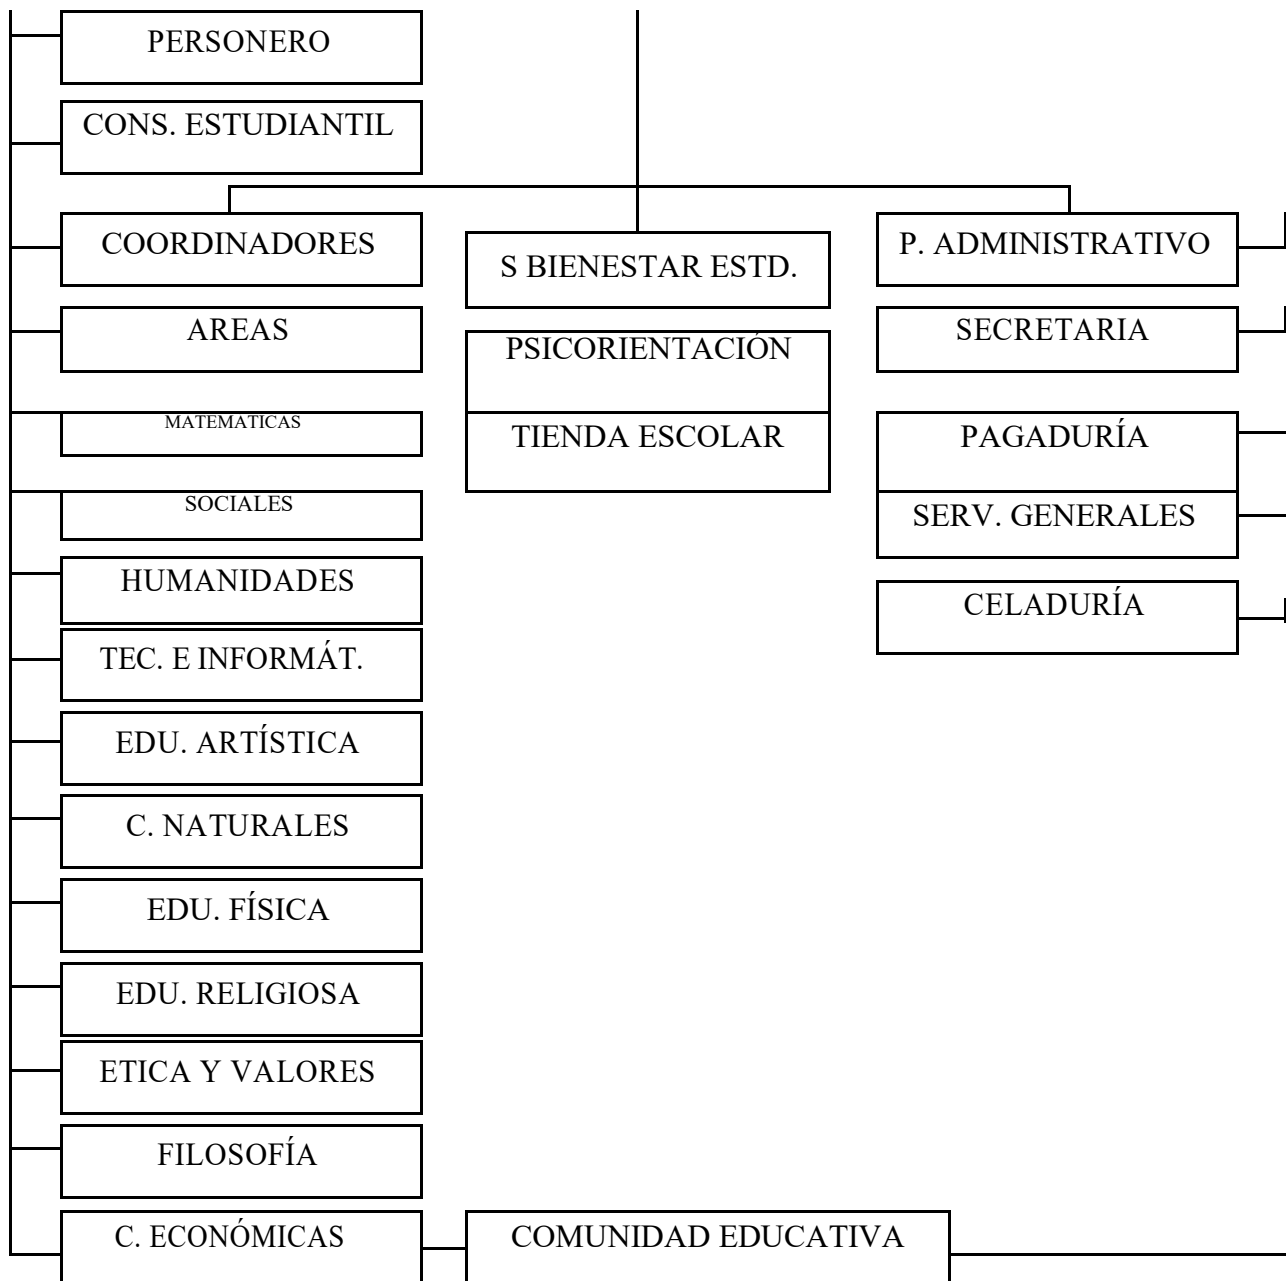 PERSONERO
CONS. ESTUDIANTIL
COORDINADORES
S BIENESTAR ESTD.
P. ADMINISTRATIVO
AREAS
PSICORIENTACIÓN
SECRETARIA
MATEMATICAS
TIENDA ESCOLAR
PAGADURÍA
SOCIALES
SERV. GENERALES
HUMANIDADES
CELADURÍA
TEC. E INFORMÁT.
EDU. ARTÍSTICA
C. NATURALES
EDU. FÍSICA
EDU. RELIGIOSA
ETICA Y VALORES
FILOSOFÍA
C. ECONÓMICAS
COMUNIDAD EDUCATIVA